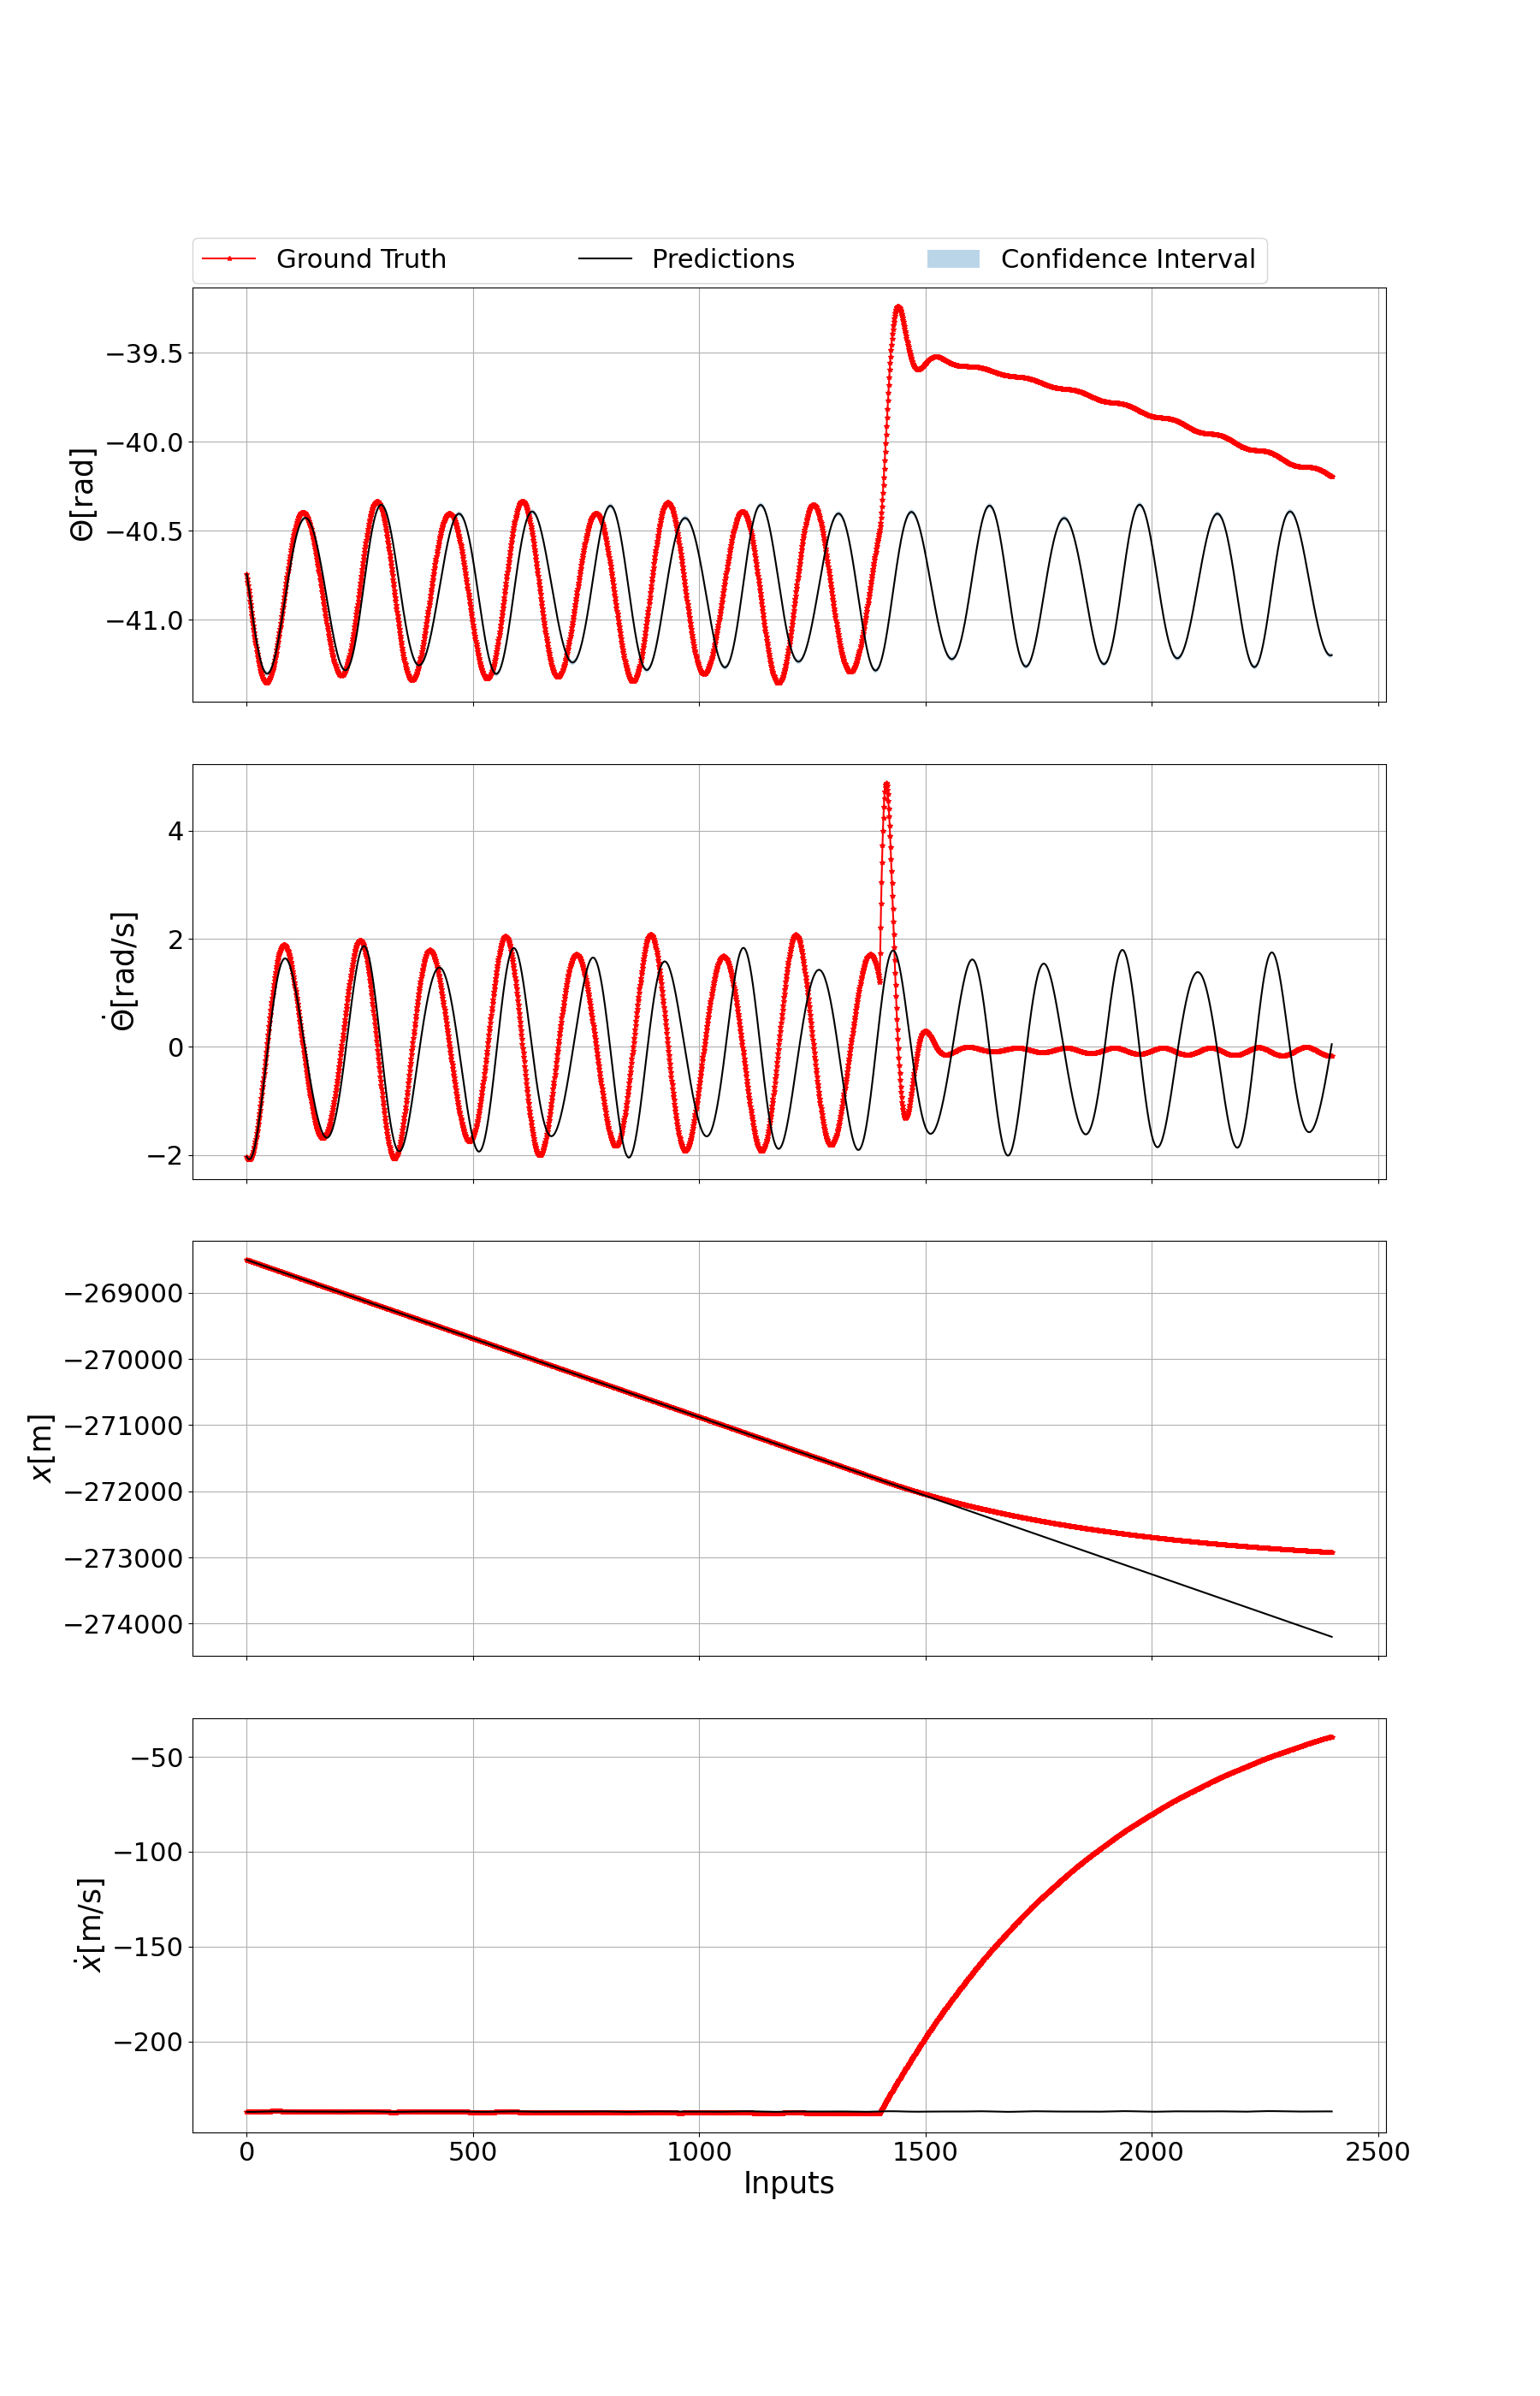 Ground Truth Predictions Confidence Interval
−39.5
−40.0
−40.5
−41.0
Θ[rad]
4
2
0
−2
Θ̇[rad/s]
−269000
−270000
−271000
−272000
−273000
−274000
x[m]
−50
−100
−150
−200
ẋ[m/s]
0 500 1000 1500 2000 2500
Inputs